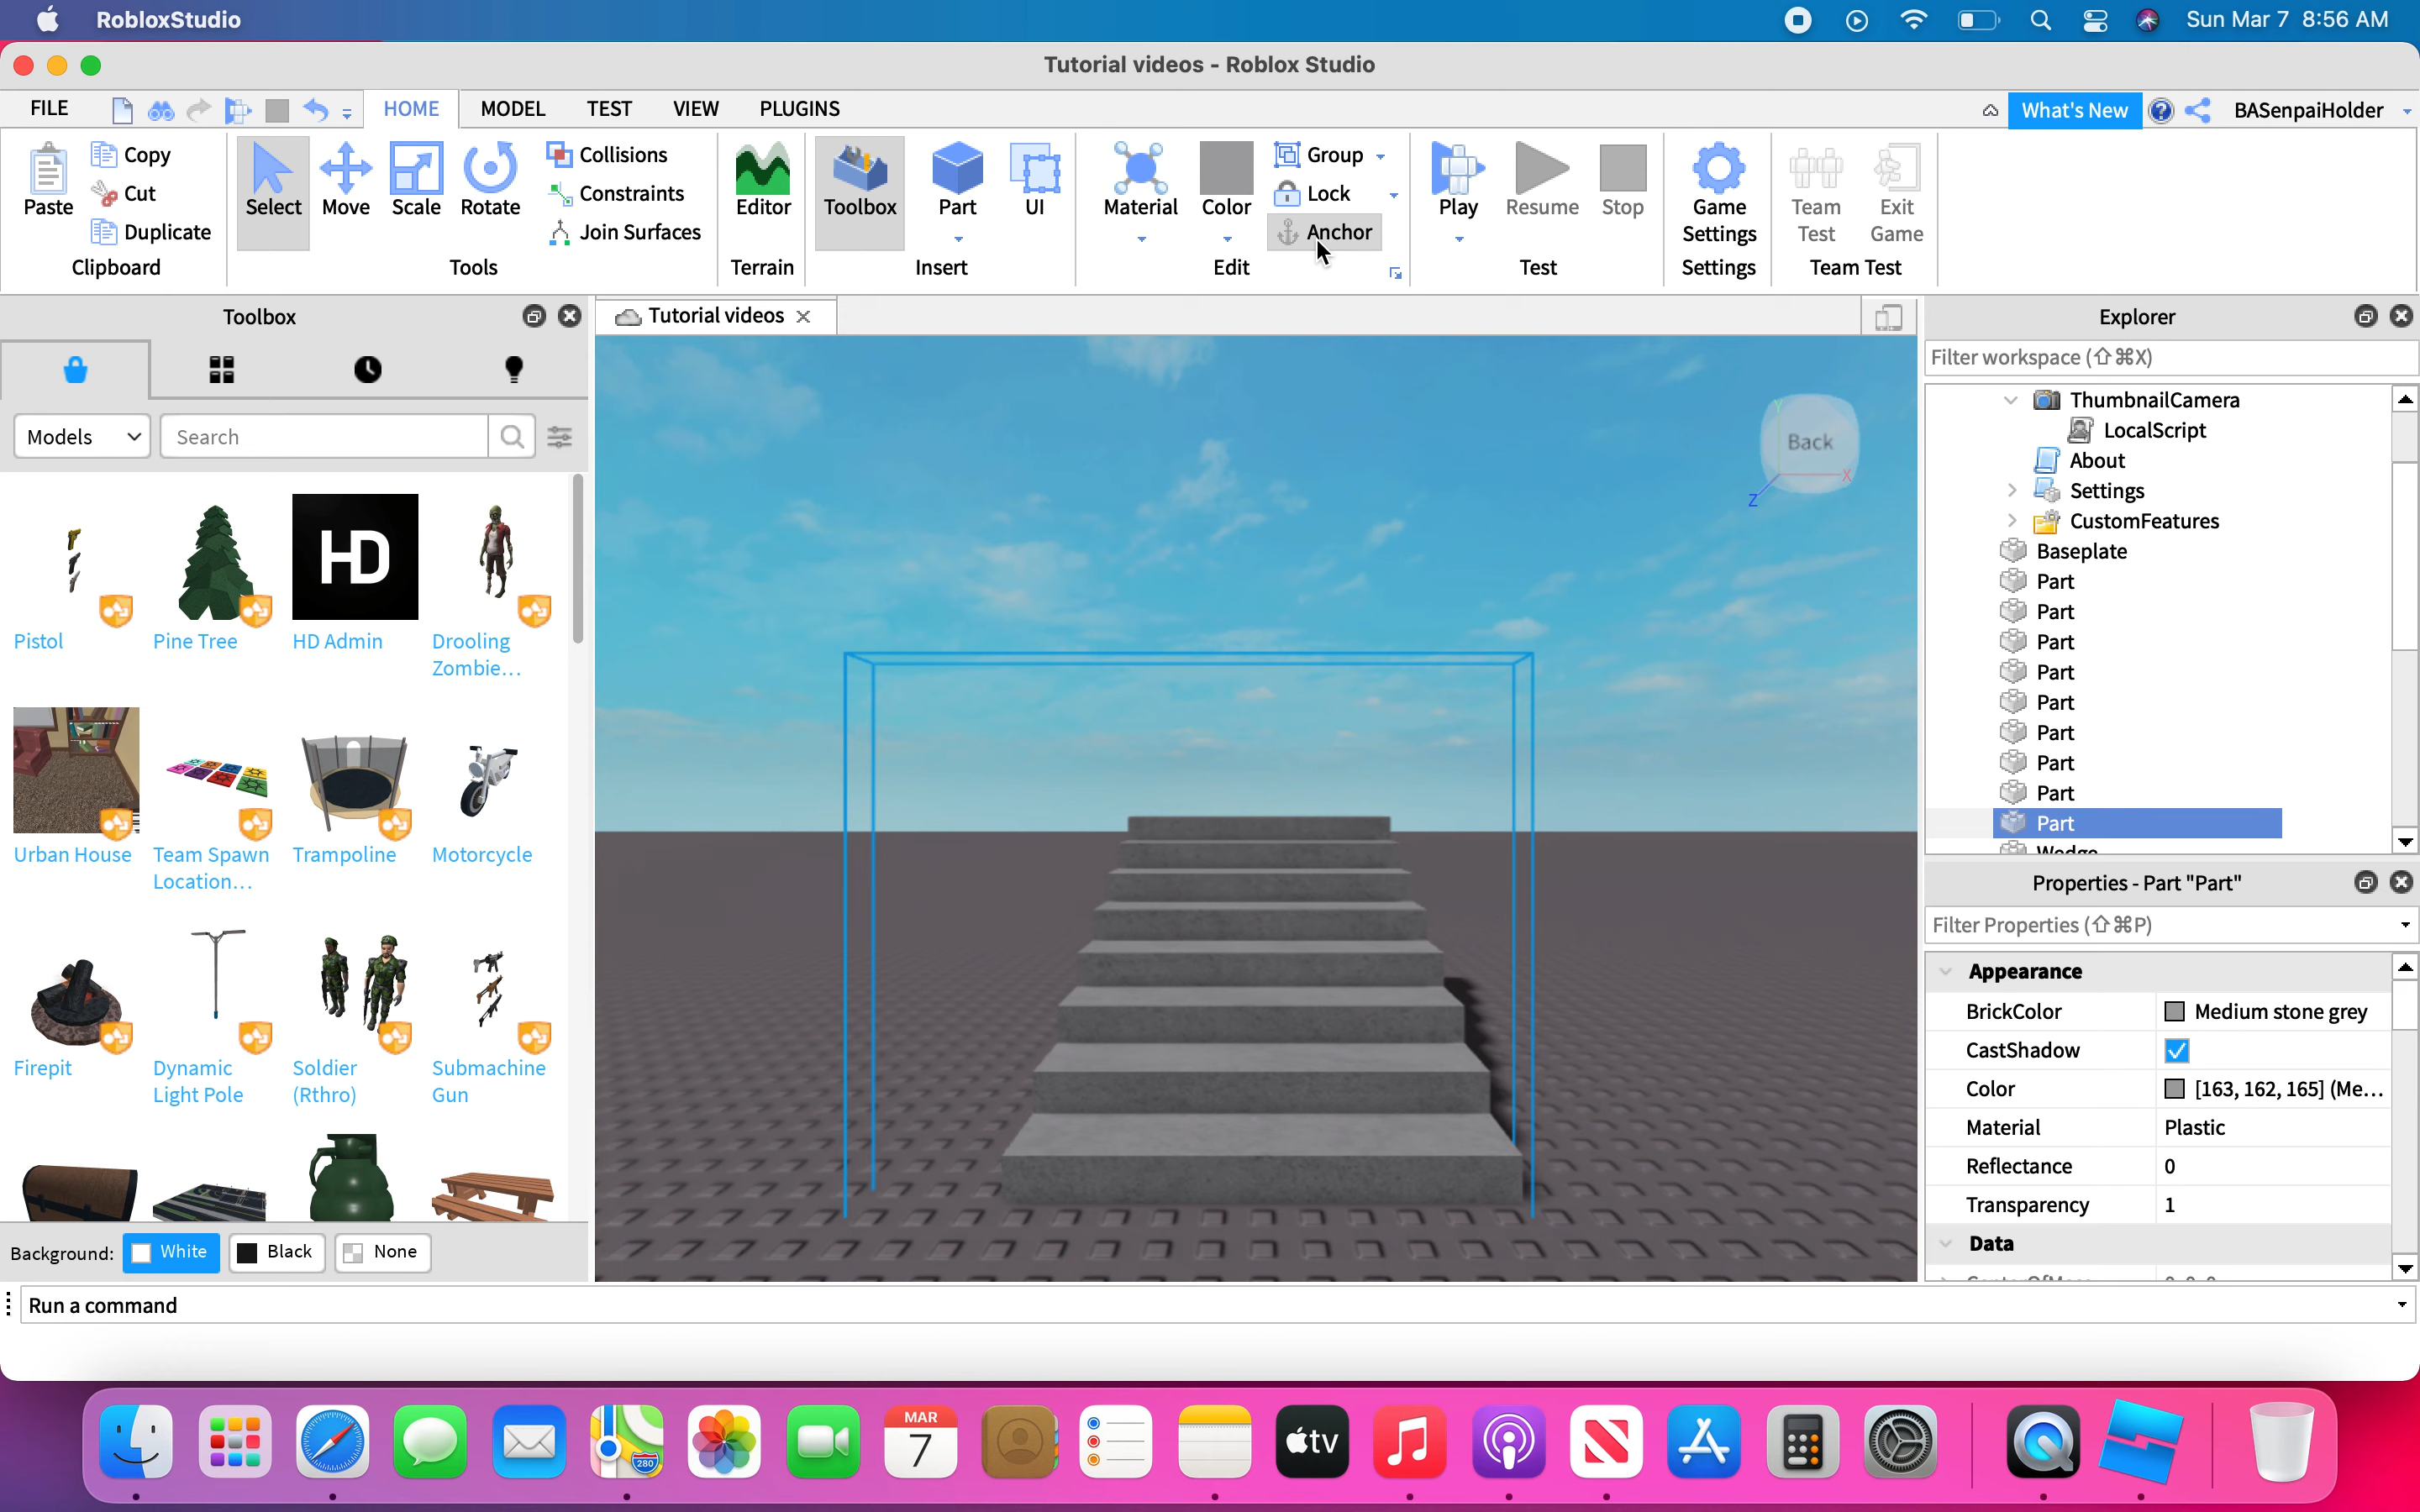 RobloxStudio
Sun Mar 7 8:56 AM
Tutorial videos - Roblox Studio
FILE
HOME
MODEL
TEST
VIEW
PLUGINS
What's New
BASenpaiHolder
Paste
Copy
Cut
Duplicate
Clipboard
Select
Move
Scale
Rotate
Collisions
Constraints
Join Surfaces
Tools
Editor
Terrain
Toolbox
Part
UI
Insert
Material
Color
Group
Lock
Anchor
Edit
Play
Resume
Stop
Test
Game
Settings
Settings
Team
Test
Exit
Game
Team Test
Toolbox
Models
Search
HD
Pistol
Pine Tree
HD Admin
Drooling
Zombie...
Urban House
Team Spawn
Location...
Trampoline
Motorcycle
Firepit
Dynamic
Light Pole
Soldier
(Rthro)
Submachine
Gun
Background:
White
Black
None
Tutorial videos
Y
Back
X
Z
Explorer
Filter workspace (⇧⌘X)
ThumbnailCamera
LocalScript
About
Settings
CustomFeatures
Baseplate
Part
Part
Part
Part
Part
Part
Part
Part
Part
Wedge
Properties - Part "Part"
Filter Properties (⇧⌘P)
Appearance
BrickColor Medium stone grey
CastShadow
Color [163, 162, 165] (Me...
Material Plastic
Reflectance 0
Transparency 1
Data
Run a command
280
MAR
7
tv